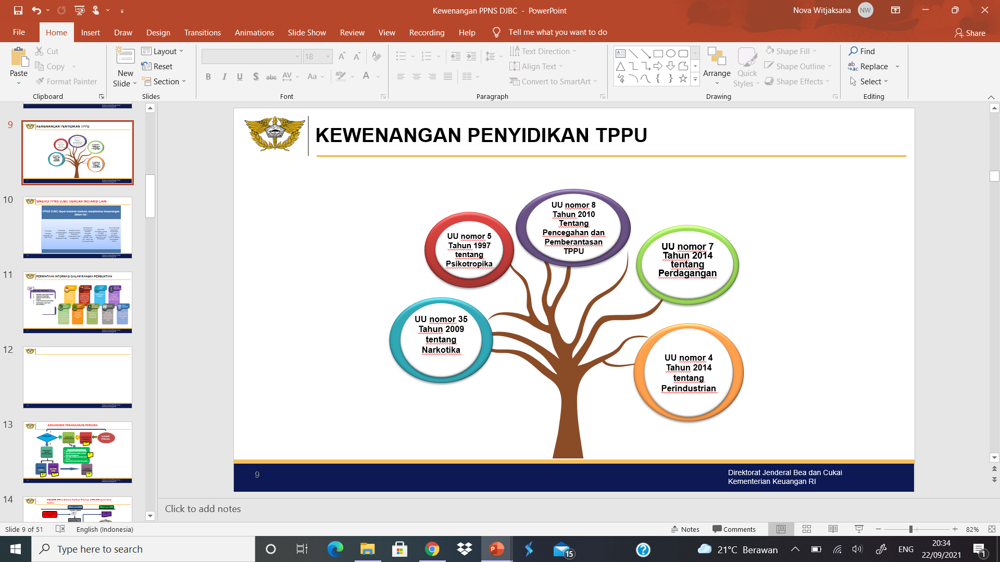 Kewenangan PPNS DJBC - PowerPoint
Nova Witjaksana
NW
File
Home
Insert
Draw
Design
Transitions
Animations
Slide Show
Review
View
Recording
Help
Tell me what you want to do
Share
Paste
Cut
Copy
Format Painter
Clipboard
New
Slide
Layout
Reset
Section
Slides
18
Font
Text Direction
Align Text
Convert to SmartArt
Paragraph
Arrange
Quick
Styles
Shape Fill
Shape Outline
Shape Effects
Drawing
Find
Replace
Select
Editing
9
KEWENANGAN PENYIDIKAN TPPU
10
SINERGI PPNS DJBC DENGAN INSTANSI LAIN
PPNS DJBC dapat meminta bantuan menjalankan kewenangan
dalam hal :
11
PERMINTAAN INFORMASI DALAM RANGKA PEMBUKTIAN
12
13
MEKANISME PENANGANAN PERKARA
14
PROSES PENYIDIKAN TINDAK PIDANA KEPABEANAN DAN
CUKAI
KEWENANGAN PENYIDIKAN TPPU
UU nomor 8
Tahun 2010
Tentang
Pencegahan dan
Pemberantasan
TPPU
UU nomor 5
Tahun 1997
tentang
Psikotropika
UU nomor 7
Tahun 2014
tentang
Perdagangan
UU nomor 35
Tahun 2009
tentang
Narkotika
UU nomor 4
Tahun 2014
tentang
Perindustrian
9
Direktorat Jenderal Bea dan Cukai
Kementerian Keuangan RI
Click to add notes
Slide 9 of 51
English (Indonesia)
Notes
Comments
82%
Type here to search
15
21°C Berawan
ENG
20:34
22/09/2021
1